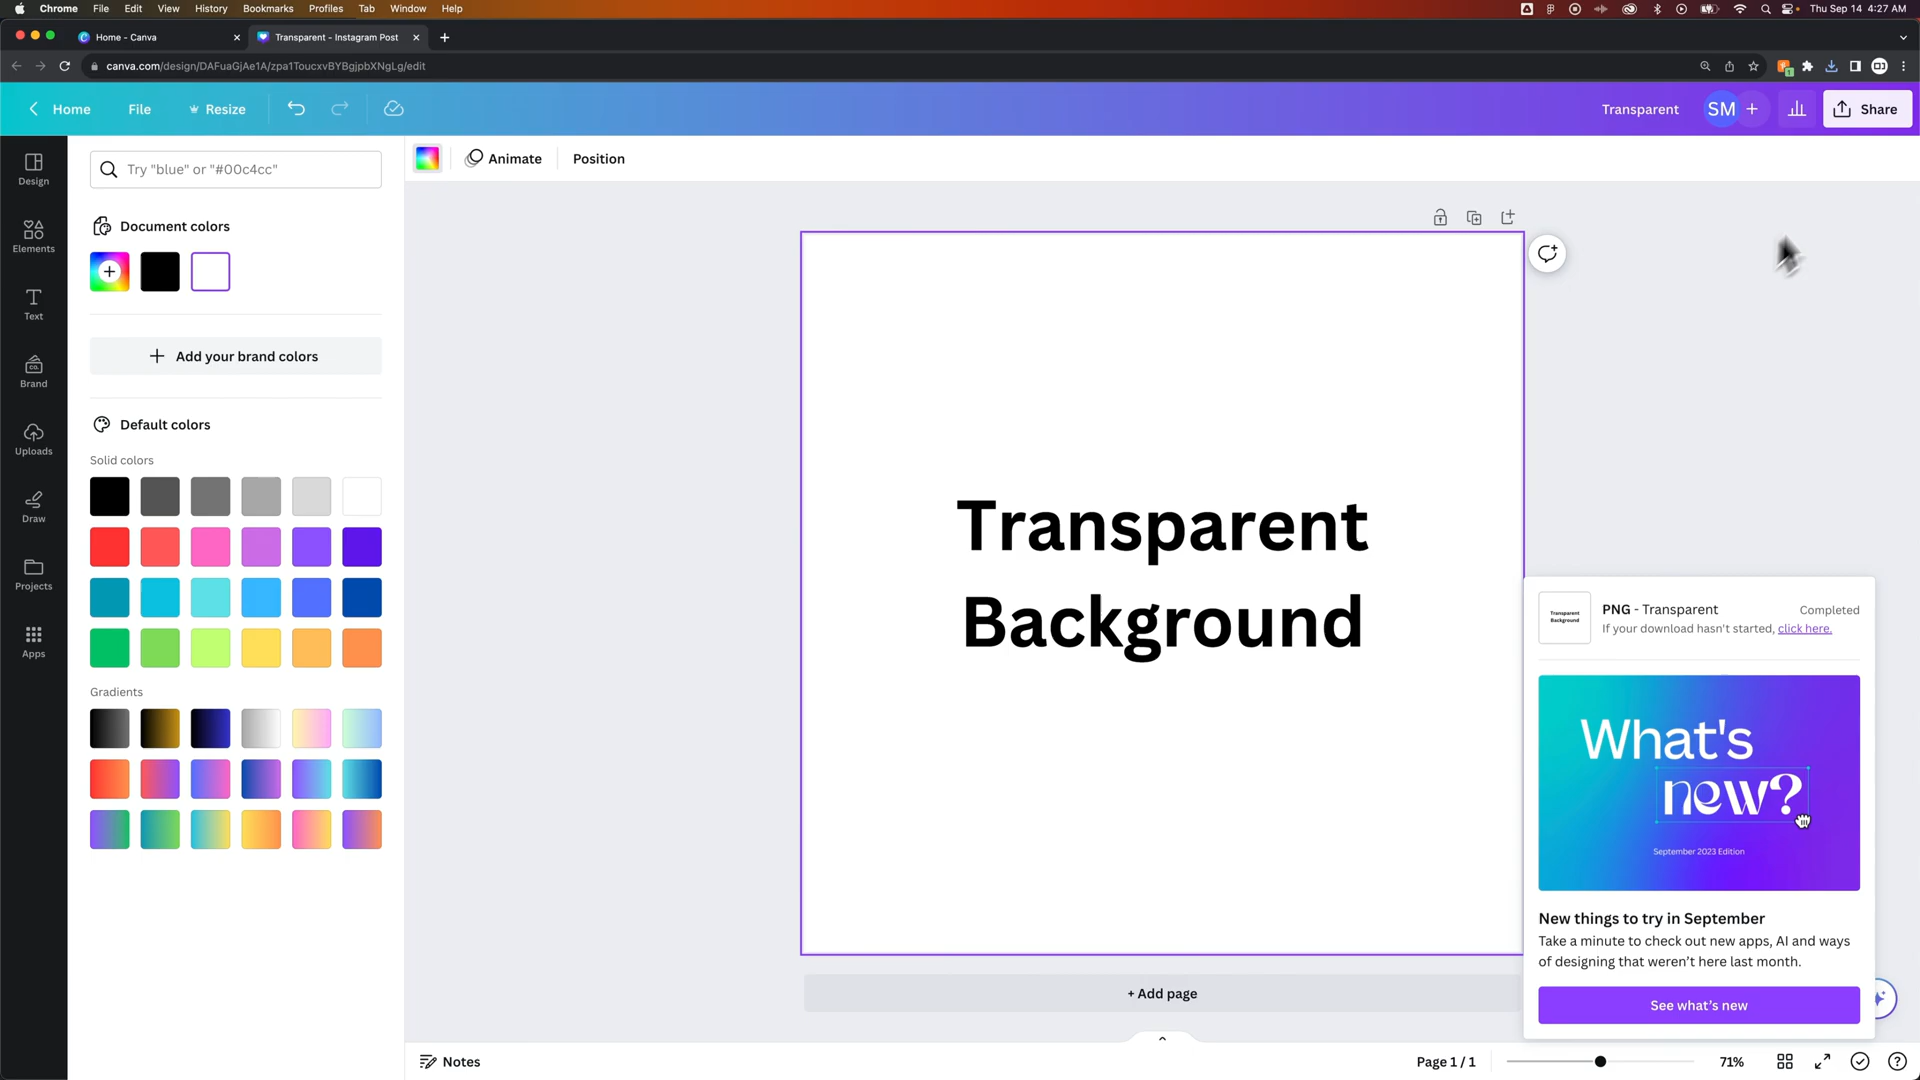 Chrome File Edit View History Bookmarks Profiles Tab Window Help
Thu Sep 14 4:27 AM
Home - Canva
Transparent - Instagram Post
canva.com/design/DAFuaGjAe1A/zpa1ToucxvBYBgjpbXNgLg/edit
Home File Resize
Transparent SM Share
Design
Elements
Text
Brand
Uploads
Draw
Projects
Apps
Try "blue" or "#00c4cc"
Document colors
Add your brand colors
Default colors
Solid colors
Gradients
Animate Position
Transparent
Background
+ Add page
Transparent
Background
PNG - Transparent Completed
If your download hasn't started, click here.
What's
new?
September 2023 Edition
New things to try in September
Take a minute to check out new apps, AI and ways
of designing that weren't here last month.
See what's new
Notes
Page 1 / 1
71%